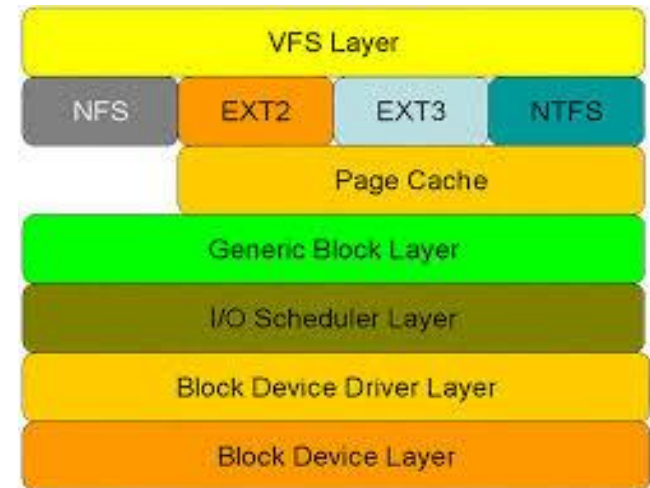 VFS Layer
NFS EXT2 EXT3 NTFS
Page Cache
Generic Block Layer
I/O Scheduler Layer
Block Device Driver Layer
Block Device Layer